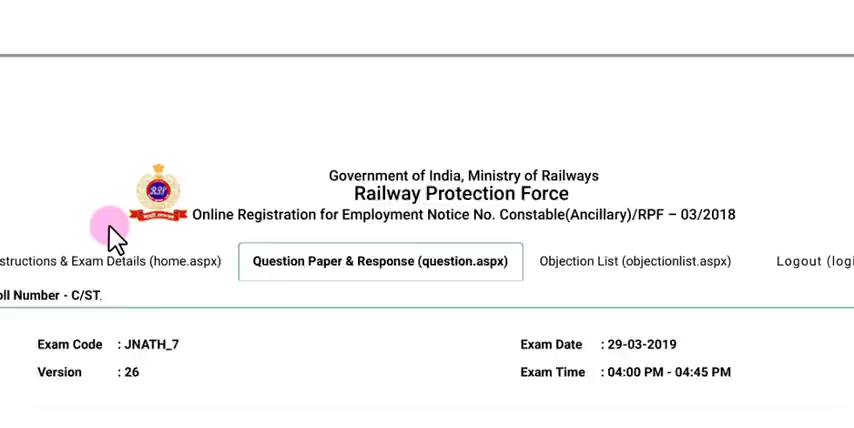 Government of India, Ministry of Railways
Railway Protection Force
Online Registration for Employment Notice No. Constable(Ancillary)/RPF – 03/2018
structions & Exam Details (home.aspx) Question Paper & Response (question.aspx) Objection List (objectionlist.aspx) Logout (logi
oll Number - C/ST.
Exam Code : JNATH_7 Exam Date : 29-03-2019
Version : 26 Exam Time : 04:00 PM - 04:45 PM